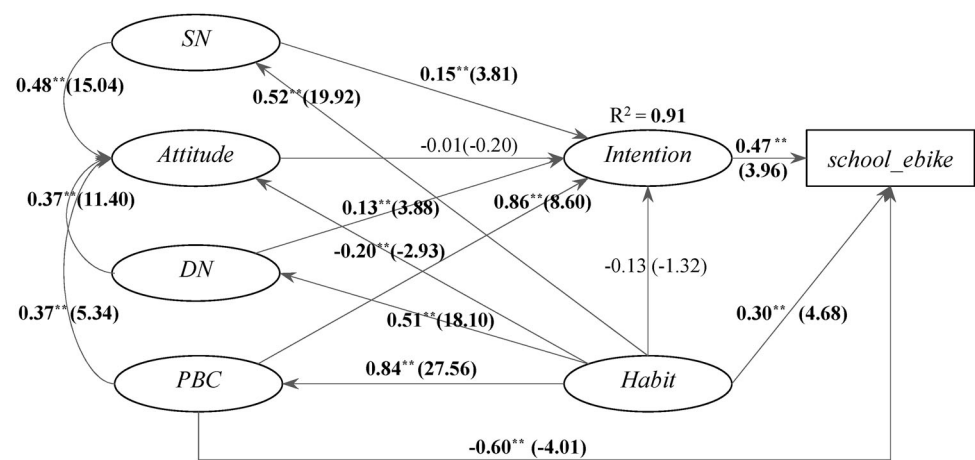 SN
0.48**(15.04)
0.15**(3.81)
0.52**(19.92)
R² = 0.91
Attitude
-0.01(-0.20)
Intention
0.47**
(3.96)
school_ebike
0.37**(11.40)
0.13**(3.88)
0.86**(8.60)
-0.20**(-2.93)
DN
-0.13 (-1.32)
0.37**(5.34)
0.51**(18.10)
0.30** (4.68)
0.84**(27.56)
PBC
Habit
-0.60** (-4.01)